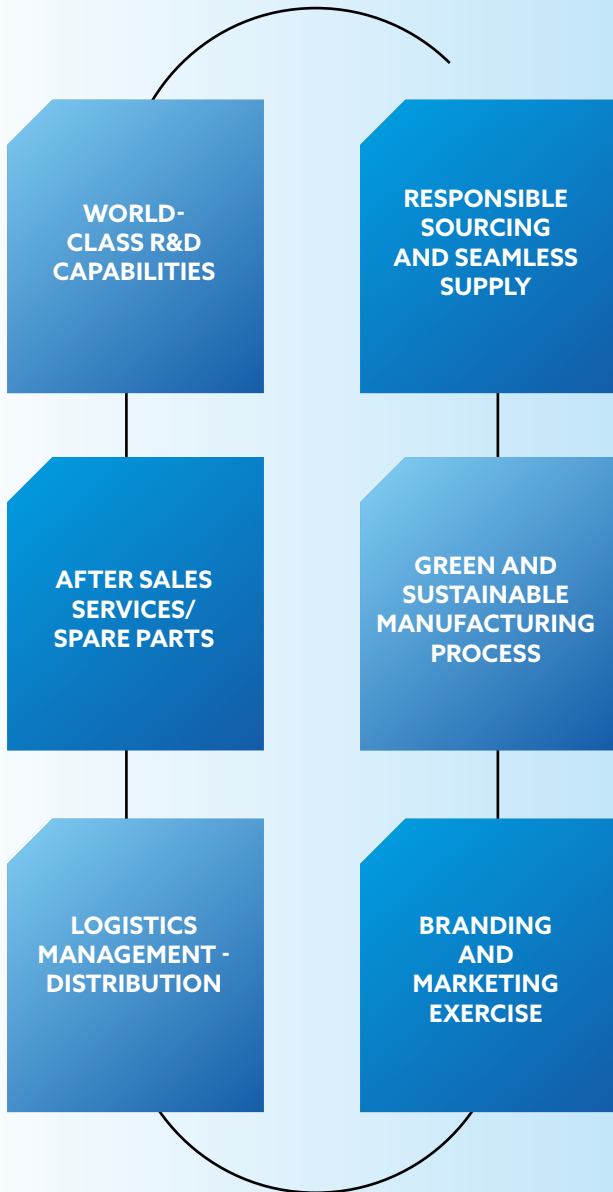 WORLD-
CLASS R&D
CAPABILITIES
RESPONSIBLE
SOURCING
AND SEAMLESS
SUPPLY
AFTER SALES
SERVICES/
SPARE PARTS
GREEN AND
SUSTAINABLE
MANUFACTURING
PROCESS
LOGISTICS
MANAGEMENT -
DISTRIBUTION
BRANDING
AND
MARKETING
EXERCISE